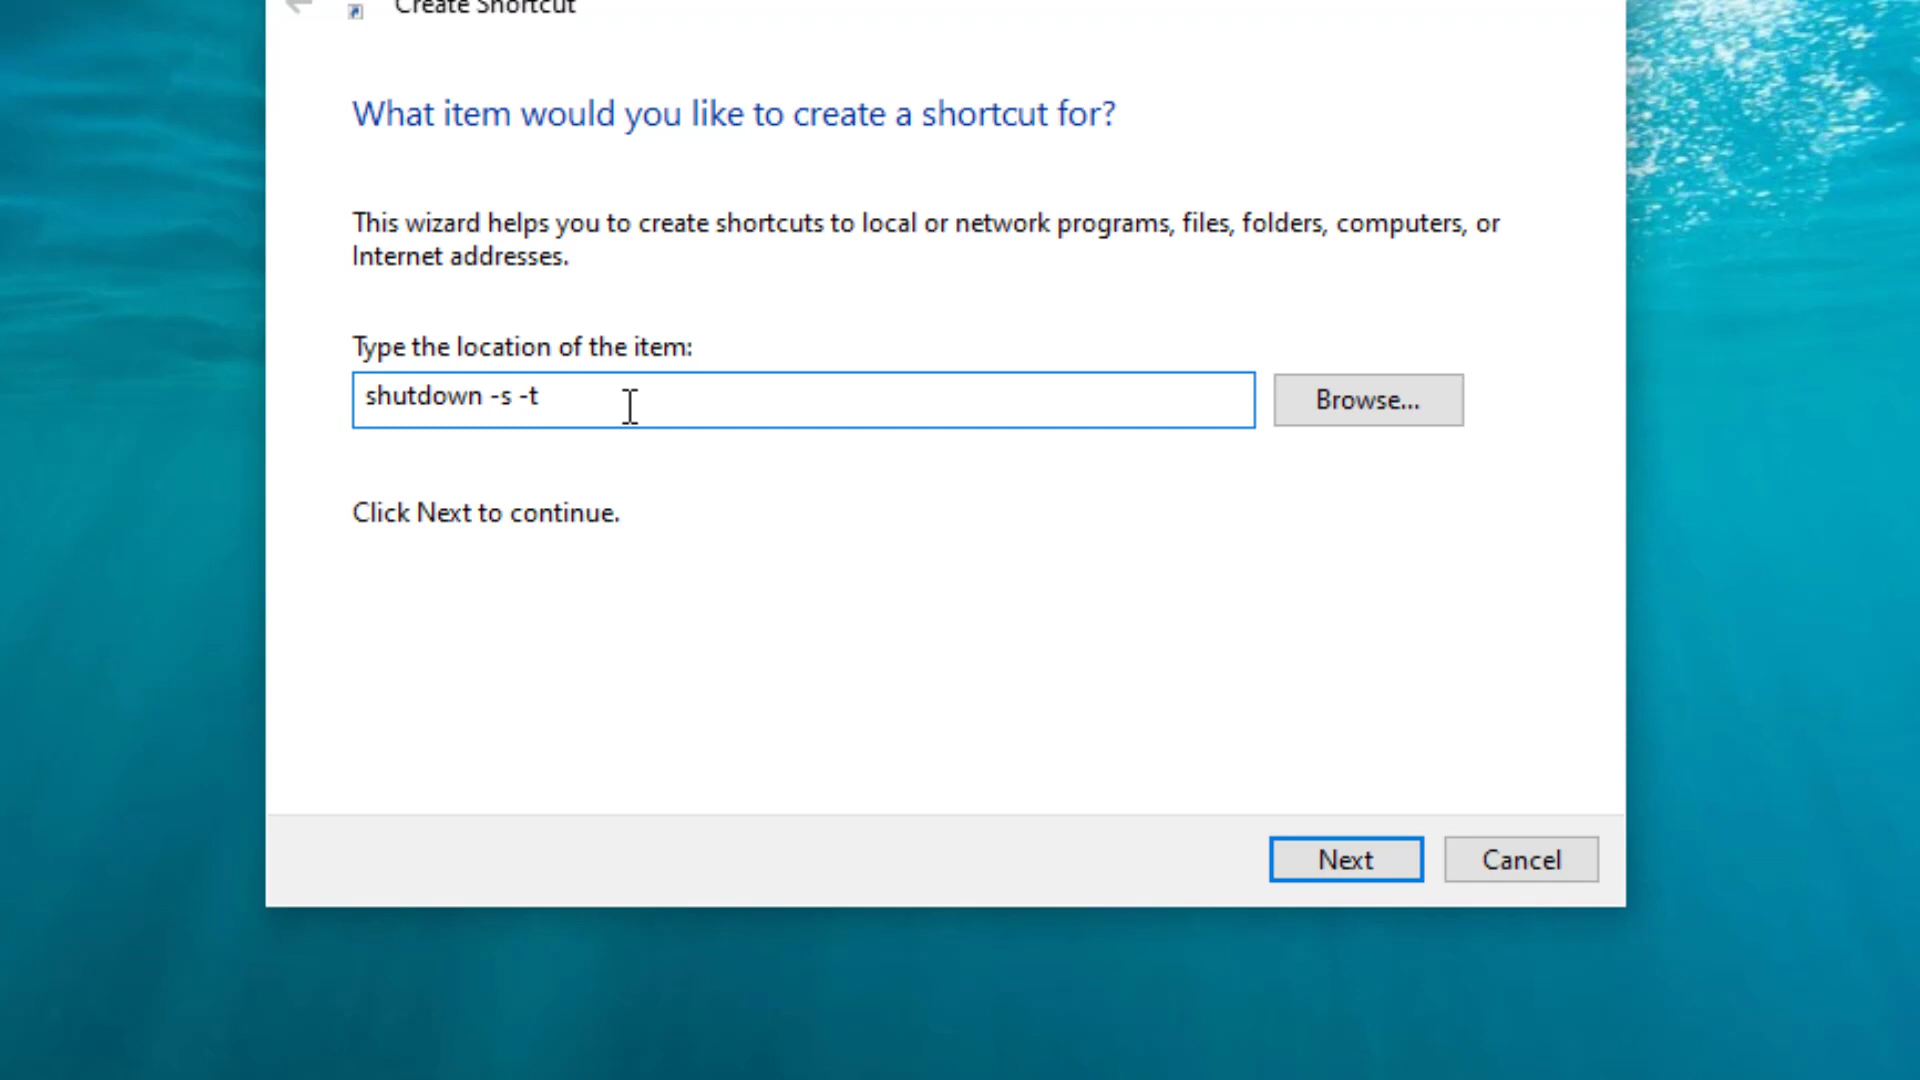 Create Shortcut
What item would you like to create a shortcut for?
This wizard helps you to create shortcuts to local or network programs, files, folders, computers, or
Internet addresses.
Type the location of the item:
shutdown -s -t
Browse...
Click Next to continue.
Next
Cancel